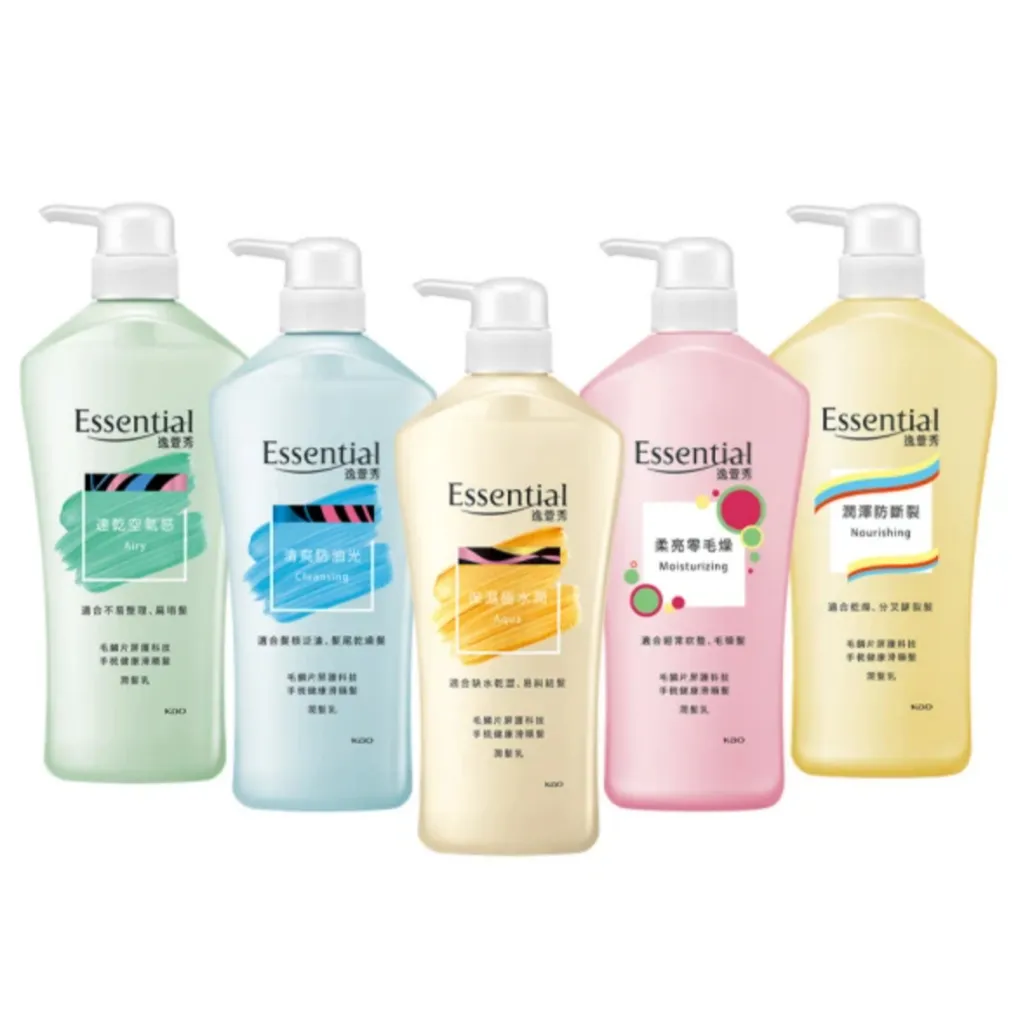 Essential
逸萱秀
速乾空氣感
Airy
適合不易整理、扁塌髮
毛鱗片屏護科技
手梳健康滑順髮
潤髮乳
Kao
Essential
逸萱秀
清爽防油光
Cleansing
適合髮根泛油、髮尾乾燥髮
毛鱗片屏護科技
手梳健康滑順髮
潤髮乳
Kao
Essential
逸萱秀
保濕水潤
Aqua
適合缺水乾澀、易糾結髮
毛鱗片屏護科技
手梳健康滑順髮
潤髮乳
Kao
Essential
逸萱秀
柔亮零毛燥
Moisturizing
適合經常吹整、毛燥髮
毛鱗片屏護科技
手梳健康滑順髮
潤髮乳
Kao
Essential
逸萱秀
潤澤防斷裂
Nourishing
適合乾燥、分叉斷裂髮
毛鱗片屏護科技
手梳健康滑順髮
潤髮乳
Kao